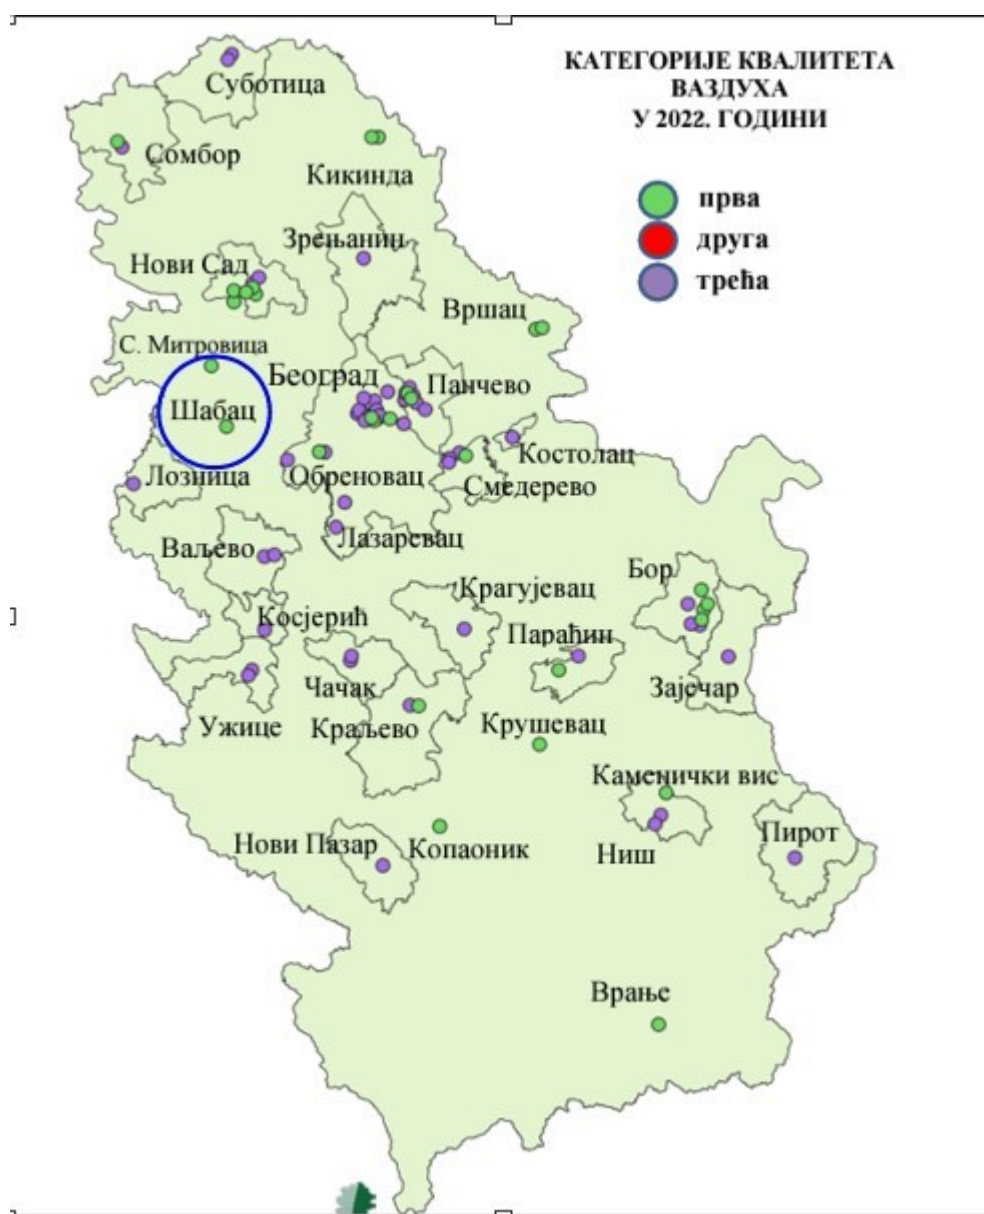 КАТЕГОРИЈЕ КВАЛИТЕТА
ВАЗДУХА
У 2022. ГОДИНИ
прва
друга
трећа
Суботица
Сомбор
Кикинда
Зрењанин
Нови Сад
Вршац
С. Митровица
Београд
Панчево
Шабац
Костолац
Лозница
Обреновац
Смедерево
Лазаревац
Ваљево
Бор
Крагујевац
Косјерић
Параћин
Чачак
Зајечар
Ужице
Краљево
Крушевац
Каменички вис
Пирот
Нови Пазар
Копаоник
Ниш
Врање